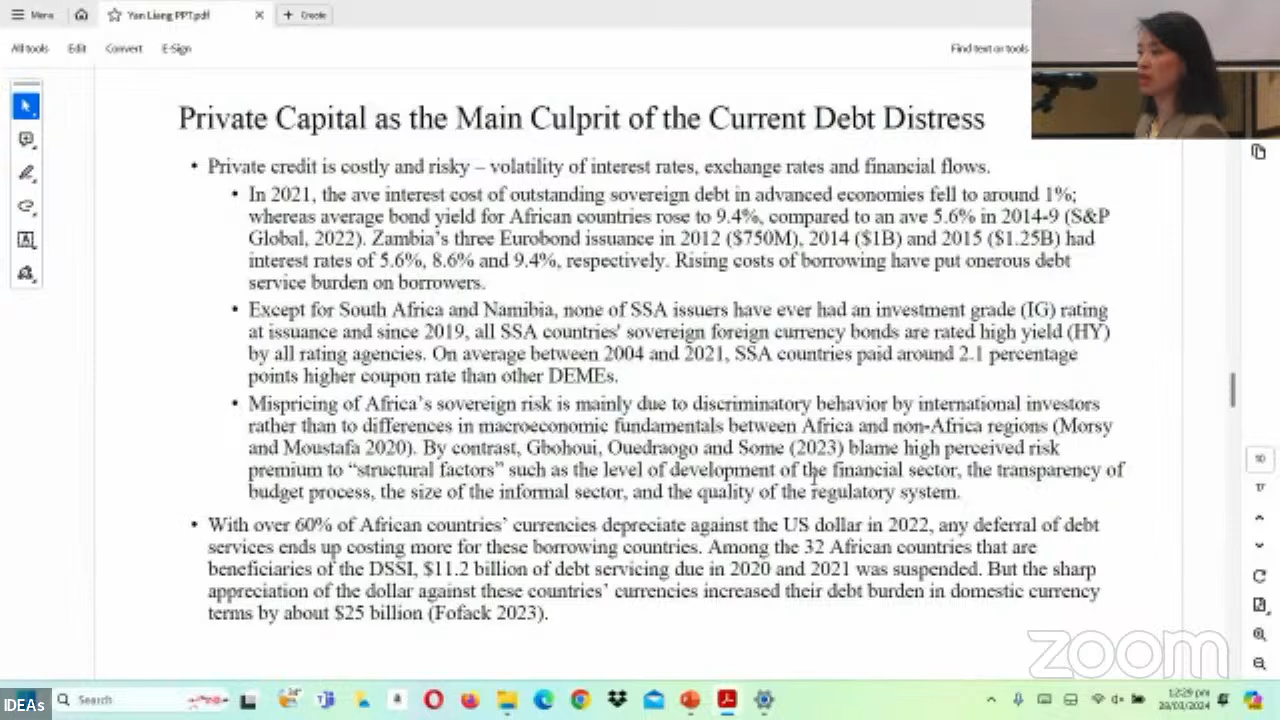 Menu
Yan Liang PPT.pdf
Create
All tools
Edit
Convert
E-Sign
Find text or tools
Private Capital as the Main Culprit of the Current Debt Distress
• Private credit is costly and risky – volatility of interest rates, exchange rates and financial flows.
• In 2021, the ave interest cost of outstanding sovereign debt in advanced economies fell to around 1%;
whereas average bond yield for African countries rose to 9.4%, compared to an ave 5.6% in 2014-9 (S&P
Global, 2022). Zambia's three Eurobond issuance in 2012 ($750M), 2014 ($1B) and 2015 ($1.25B) had
interest rates of 5.6%, 8.6% and 9.4%, respectively. Rising costs of borrowing have put onerous debt
service burden on borrowers.
• Except for South Africa and Namibia, none of SSA issuers have ever had an investment grade (IG) rating
at issuance and since 2019, all SSA countries' sovereign foreign currency bonds are rated high yield (HY)
by all rating agencies. On average between 2004 and 2021, SSA countries paid around 2.1 percentage
points higher coupon rate than other DEMEs.
• Mispricing of Africa's sovereign risk is mainly due to discriminatory behavior by international investors
rather than to differences in macroeconomic fundamentals between Africa and non-Africa regions (Morsy
and Moustafa 2020). By contrast, Gbohoui, Ouedraogo and Some (2023) blame high perceived risk
premium to “structural factors” such as the level of development of the financial sector, the transparency of
budget process, the size of the informal sector, and the quality of the regulatory system.
• With over 60% of African countries' currencies depreciate against the US dollar in 2022, any deferral of debt
services ends up costing more for these borrowing countries. Among the 32 African countries that are
beneficiaries of the DSSI, $11.2 billion of debt servicing due in 2020 and 2021 was suspended. But the sharp
appreciation of the dollar against these countries' currencies increased their debt burden in domestic currency
terms by about $25 billion (Fofack 2023).
10
17
zoom
IDEAs
Search
12:29 pm
28/03/2024